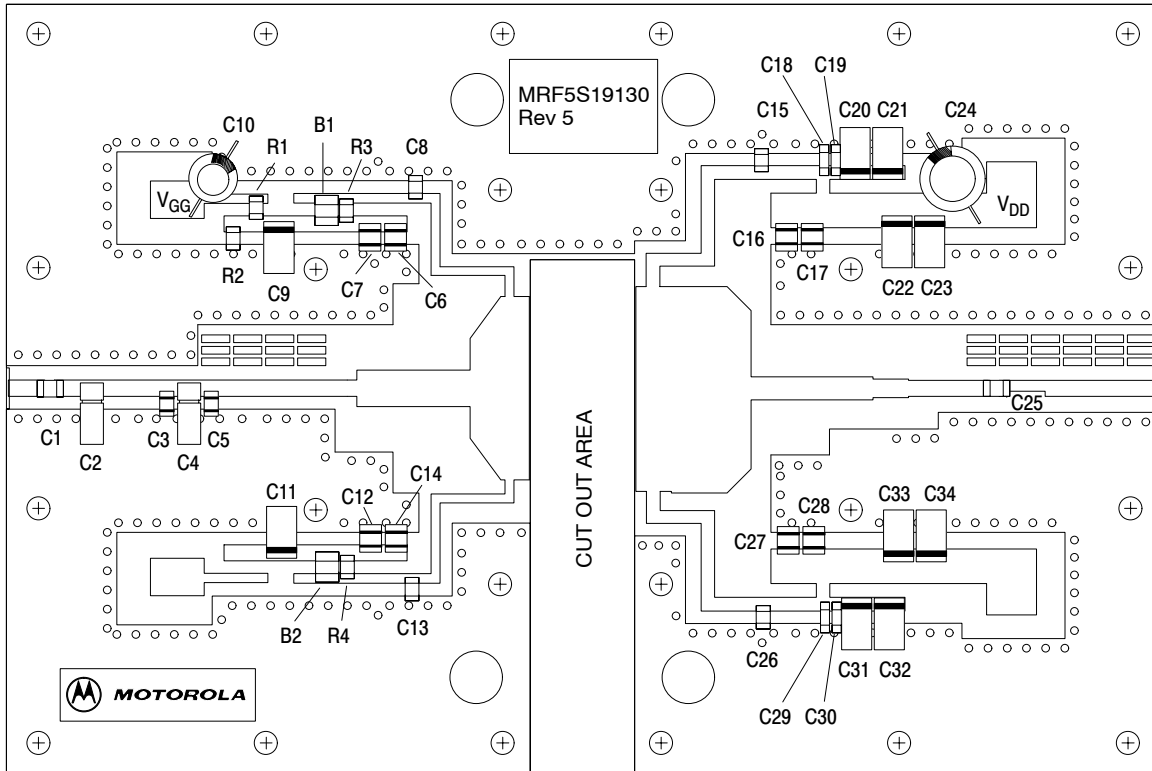 MRF5S19130
Rev 5
C18 C19
C15 C20 C21 C24
C10 R1 B1 R3 C8
VGG
VDD
C16 C17
R2 C9 C7 C6
C22 C23
C1 C2 C3 C4 C5
C25
CUT OUT AREA
C11 C12 C14
C28 C33 C34
C27
B2 R4 C13
C26 C31 C32
C29 C30
MOTOROLA